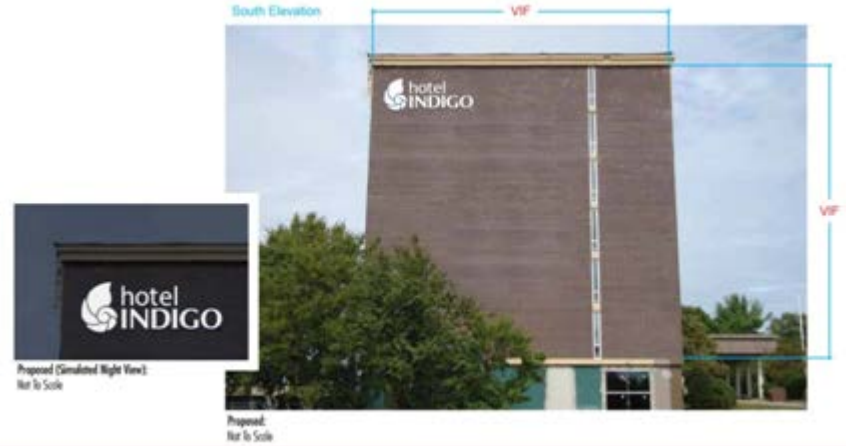 South Elevation
VIF
hotel
INDIGO
VIF
hotel
INDIGO
Proposed (Simulated Night View):
Not To Scale
Proposed:
Not To Scale